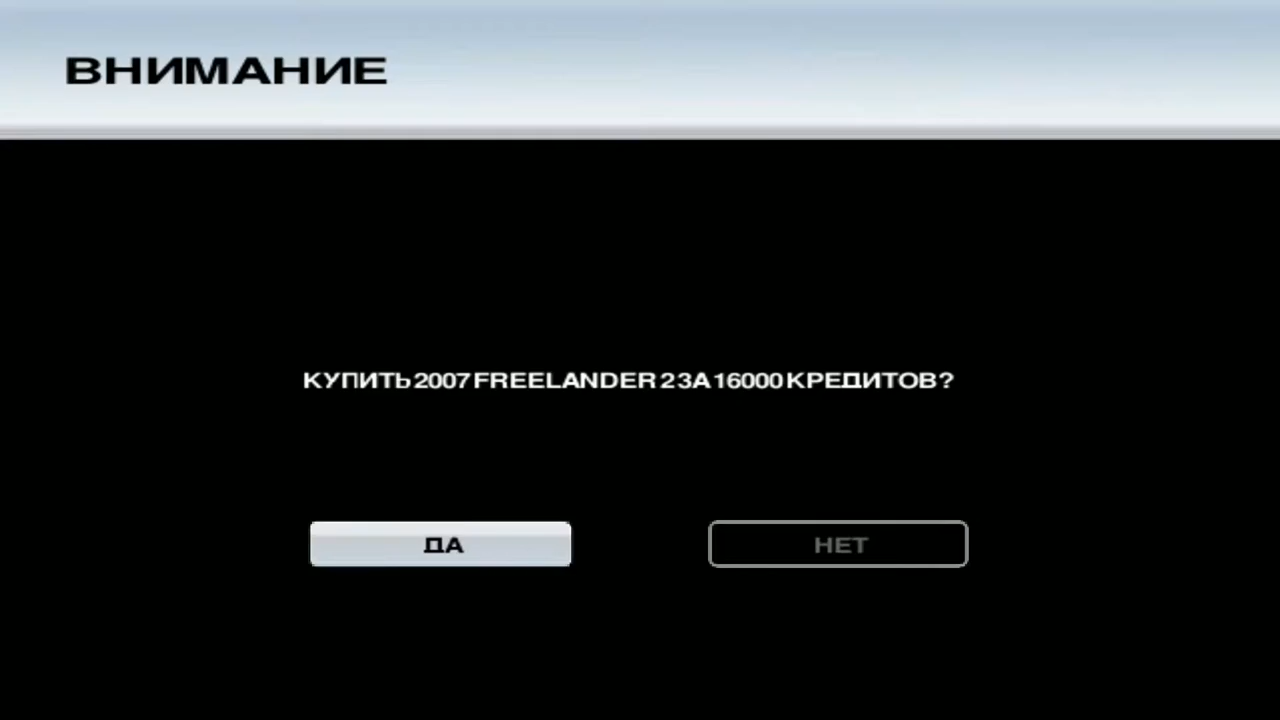 ВНИМАНИЕ
КУПИТЬ 2007 FREELANDER 2 ЗА 16000 КРЕДИТОВ?
ДА
НЕТ